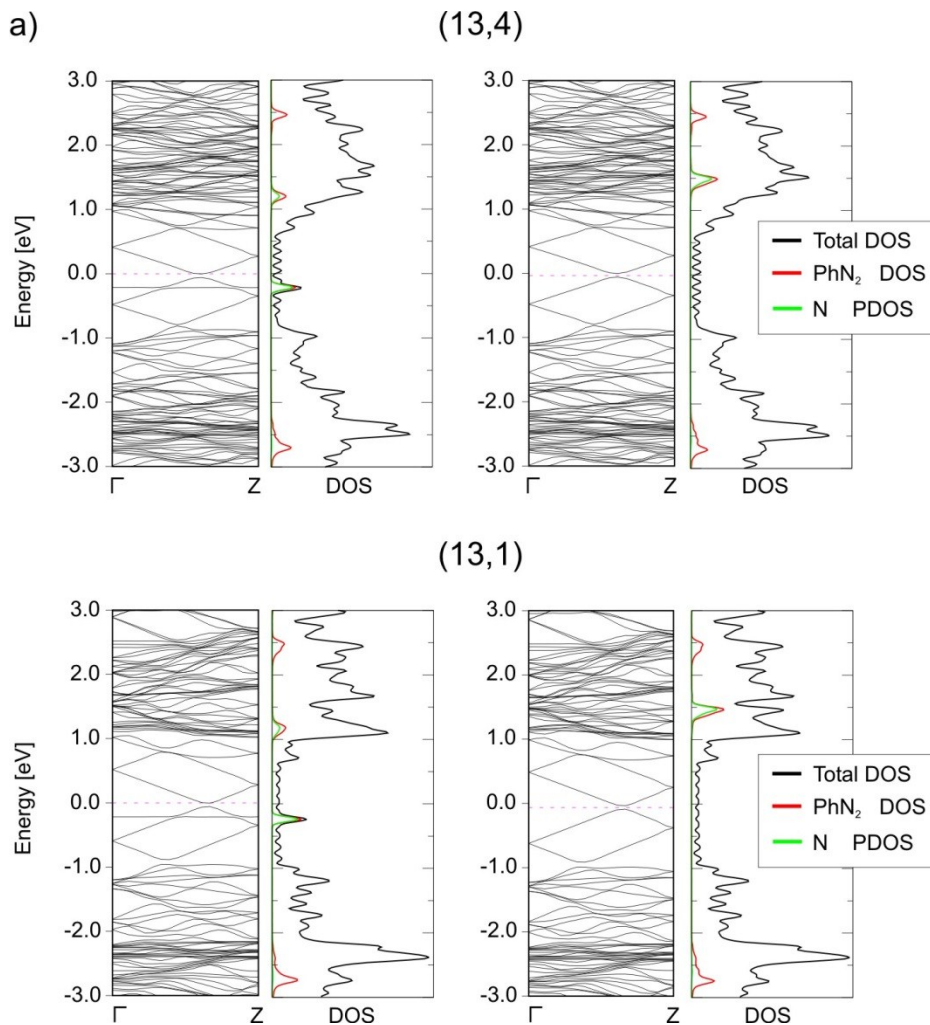 a)
(13,4)
3.0
2.0
1.0
0.0
-1.0
-2.0
-3.0
Energy [eV]
Γ Z DOS
3.0
2.0
1.0
0.0
-1.0
-2.0
-3.0
Γ Z DOS
Total DOS
PhN₂ DOS
N PDOS
(13,1)
3.0
2.0
1.0
0.0
-1.0
-2.0
-3.0
Energy [eV]
Γ Z DOS
3.0
2.0
1.0
0.0
-1.0
-2.0
-3.0
Γ Z DOS
Total DOS
PhN₂ DOS
N PDOS